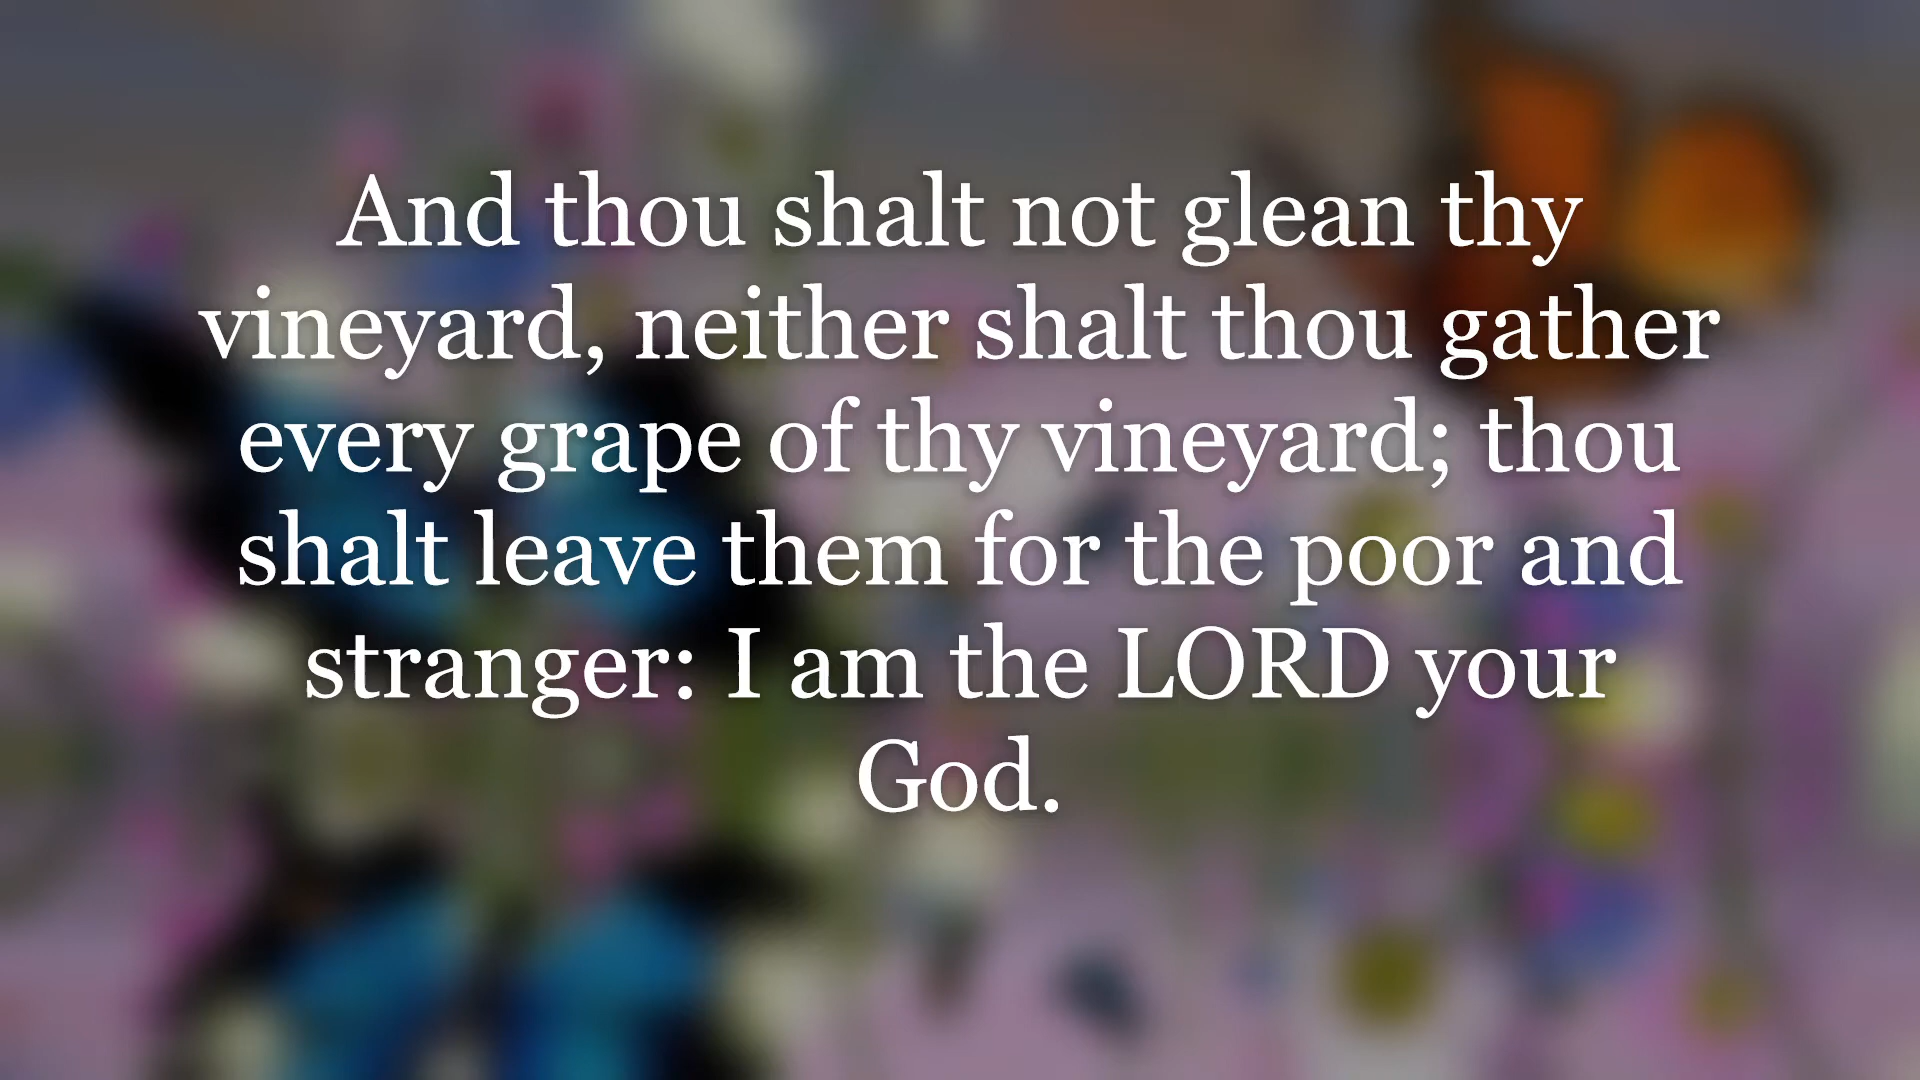 And thou shalt not glean thy
vineyard, neither shalt thou gather
every grape of thy vineyard; thou
shalt leave them for the poor and
stranger: I am the LORD your
God.